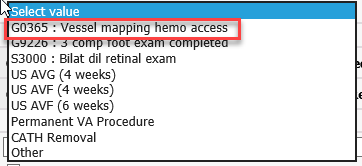 Select value
G0365 : Vessel mapping hemo access
G9226 : 3 comp foot exam completed
S3000 : Bilat dil retinal exam
US AVG (4 weeks)
US AVF (4 weeks)
US AVF (6 weeks)
Permanent VA Procedure
CATH Removal
Other